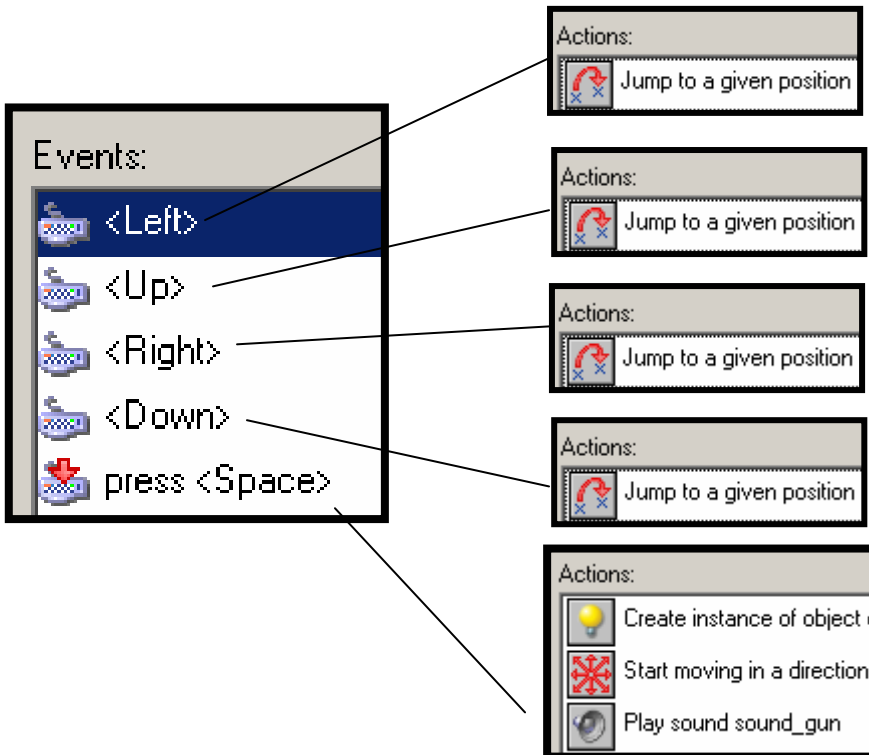 Events:
<Left>
<Up>
<Right>
<Down>
press <Space>
Actions:
Jump to a given position
Actions:
Jump to a given position
Actions:
Jump to a given position
Actions:
Jump to a given position
Actions:
Create instance of object
Start moving in a direction
Play sound sound_gun